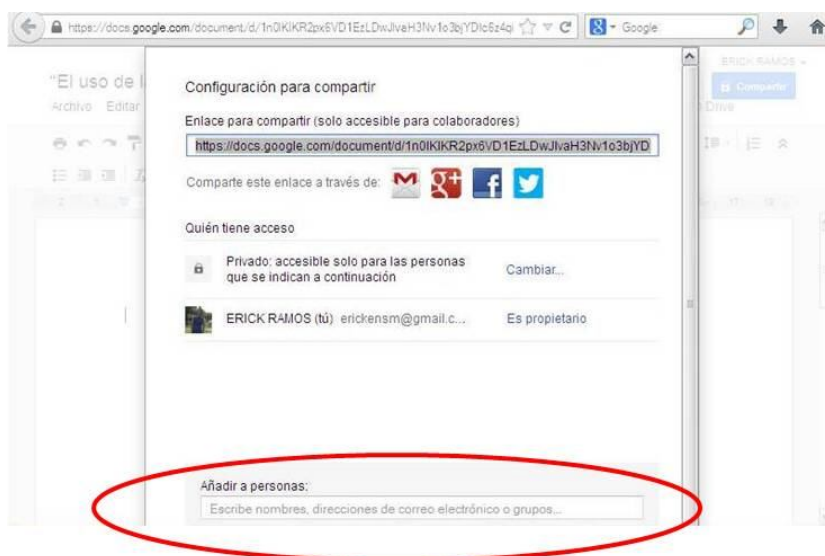 https://docs.google.com/document/d/1n0IKIKR2px6VD1EzLDwJlvaH3Nv1o3bjYDIc6z4qi
Google
ERICK RAMOS
"El uso de l
Compartir
Archivo Editar
Drive
Configuración para compartir
Enlace para compartir (solo accesible para colaboradores)
https://docs.google.com/document/d/1n0IKIKR2px6VD1EzLDwJlvaH3Nv1o3bjYD
Comparte este enlace a través de:
Quién tiene acceso
Privado: accesible solo para las personas
que se indican a continuación
Cambiar...
ERICK RAMOS (tú) erickensm@gmail.c...
Es propietario
Añadir a personas:
Escribe nombres, direcciones de correo electrónico o grupos...